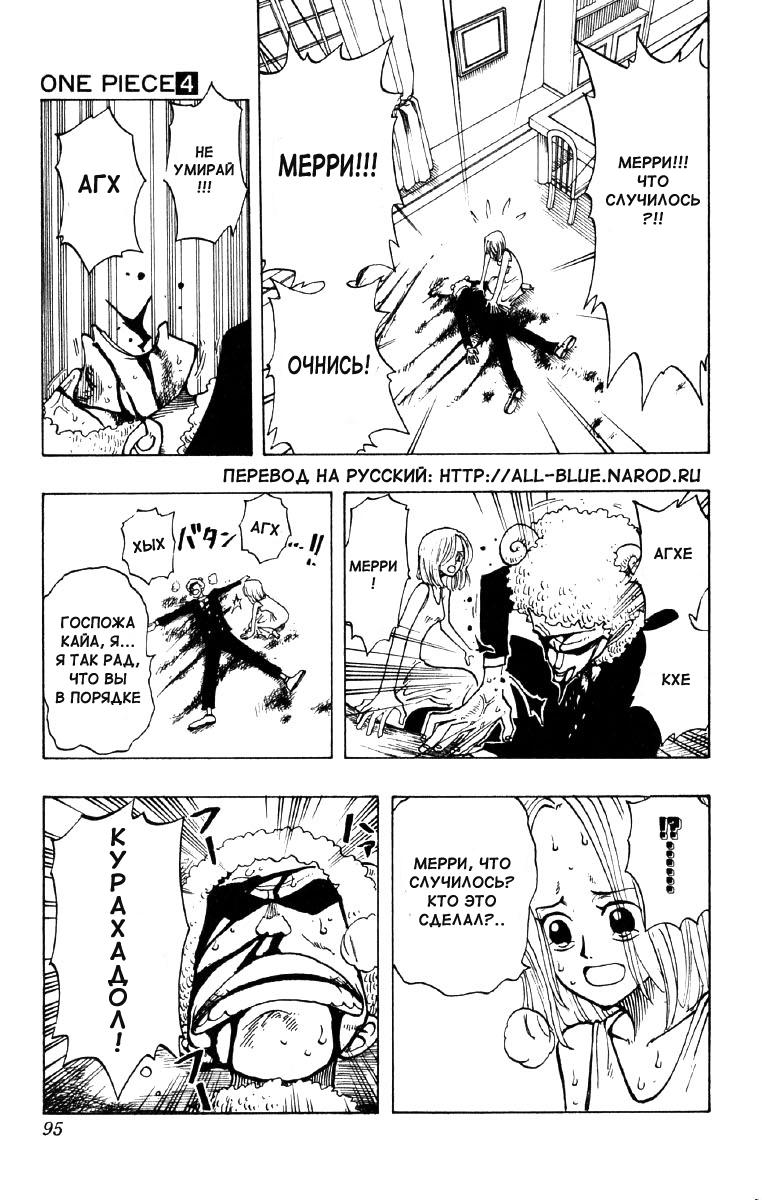 ONE PIECE 4
МЕРРИ!!!
ЧТО
СЛУЧИЛОСЬ
?!!
МЕРРИ!!!
ОЧНИСЬ!
НЕ
УМИРАЙ
!!!
АГХ
ПЕРЕВОД НА РУССКИЙ: HTTP://ALL-BLUE.NAROD.RU
АГХЕ
КХЕ
МЕРРИ
!
АГХ
...!!
バタン
ХЫХ
ГОСПОЖА
КАЙА, Я...
Я ТАК РАД,
ЧТО ВЫ
В ПОРЯДКЕ
!?......
МЕРРИ, ЧТО
СЛУЧИЛОСЬ?
КТО ЭТО
СДЕЛАЛ?..
КУРАХАДОЛ!
95